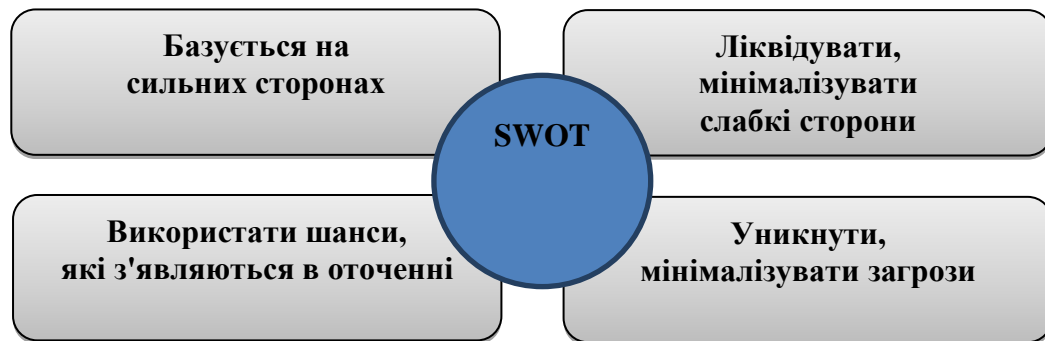 Базується на
сильних сторонах
Ліквідувати,
мінімалізувати
слабкі сторони
SWOT
Використати шанси,
які з'являються в оточенні
Уникнути,
мінімалізувати загрози